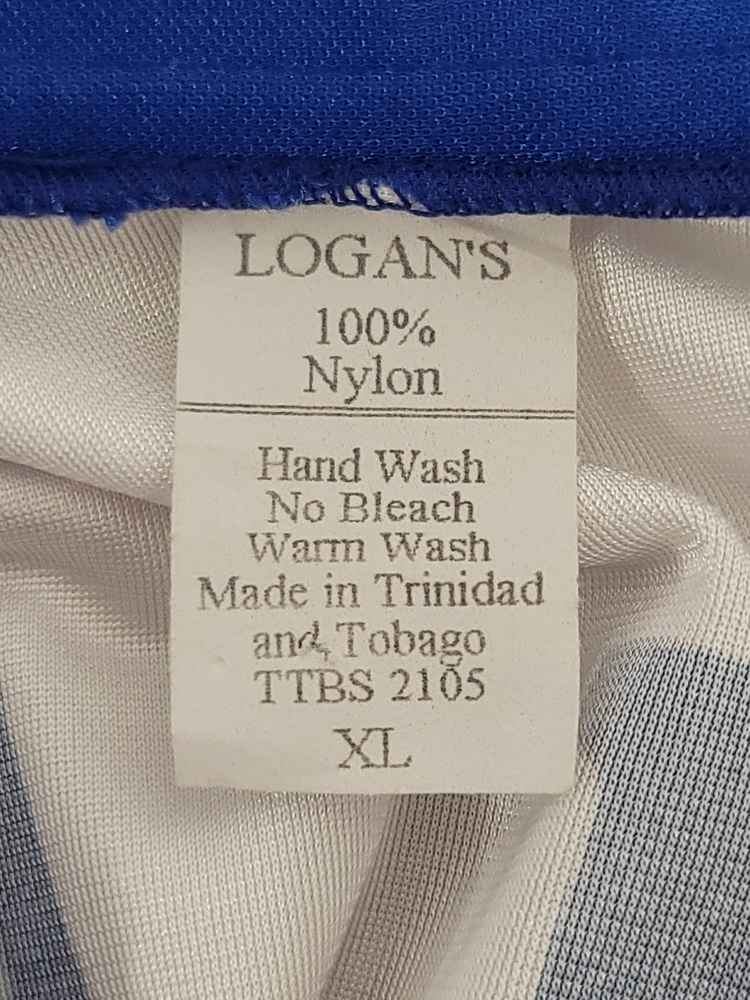 LOGAN'S
100%
Nylon
Hand Wash
No Bleach
Warm Wash
Made in Trinidad
and Tobago
TTBS 2105
XL